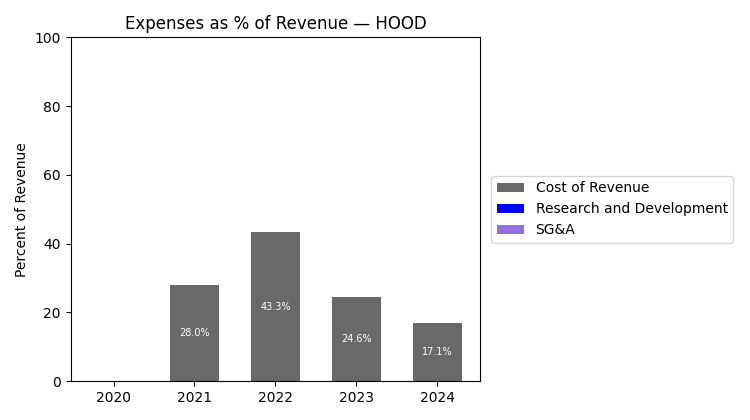 Expenses as % of Revenue — HOOD
100
80
60
40
20
0
Percent of Revenue
28.0%
43.3%
24.6%
17.1%
2020 2021 2022 2023 2024
Cost of Revenue
Research and Development
SG&A